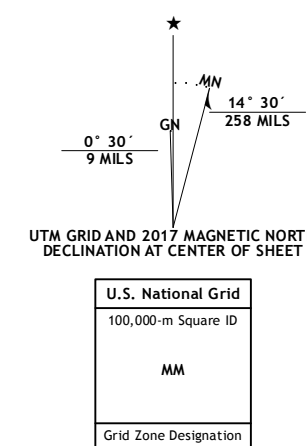 ★
MN
GN
14° 30´
258 MILS
0° 30´
9 MILS
UTM GRID AND 2017 MAGNETIC NORT
DECLINATION AT CENTER OF SHEET
U.S. National Grid
100,000-m Square ID
MM
Grid Zone Designation